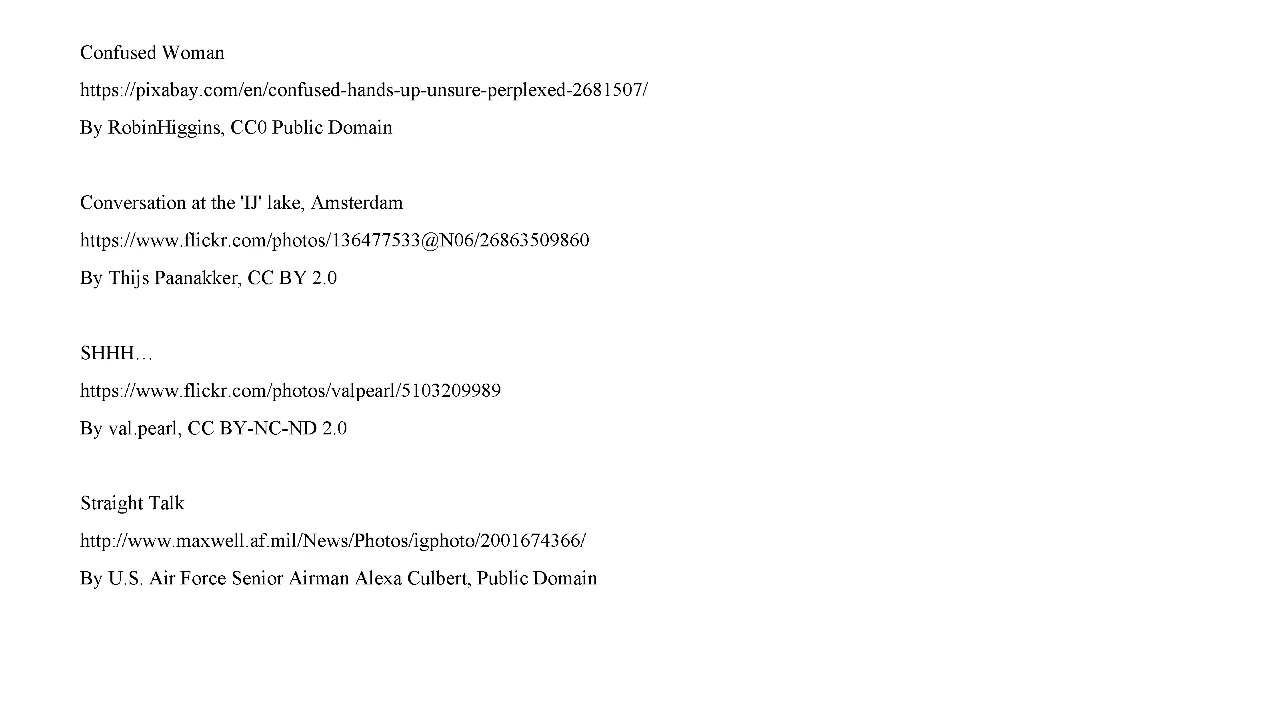 Confused Woman
https://pixabay.com/en/confused-hands-up-unsure-perplexed-2681507/
By RobinHiggins, CC0 Public Domain
Conversation at the 'IJ' lake, Amsterdam
https://www.flickr.com/photos/136477533@N06/26863509860
By Thijs Paanakker, CC BY 2.0
SHHH…
https://www.flickr.com/photos/valpearl/5103209989
By val.pearl, CC BY-NC-ND 2.0
Straight Talk
http://www.maxwell.af.mil/News/Photos/igphoto/2001674366/
By U.S. Air Force Senior Airman Alexa Culbert, Public Domain